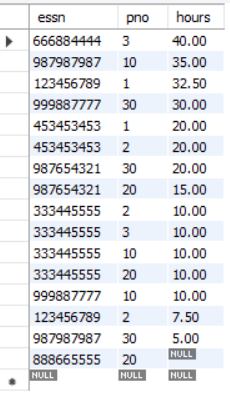 essn pno hours
666884444 3 40.00
987987987 10 35.00
123456789 1 32.50
999887777 30 30.00
453453453 1 20.00
453453453 2 20.00
987654321 30 20.00
987654321 20 15.00
333445555 2 10.00
333445555 3 10.00
333445555 10 10.00
333445555 20 10.00
999887777 10 10.00
123456789 2 7.50
987987987 30 5.00
888665555 20 NULL
NULL NULL NULL